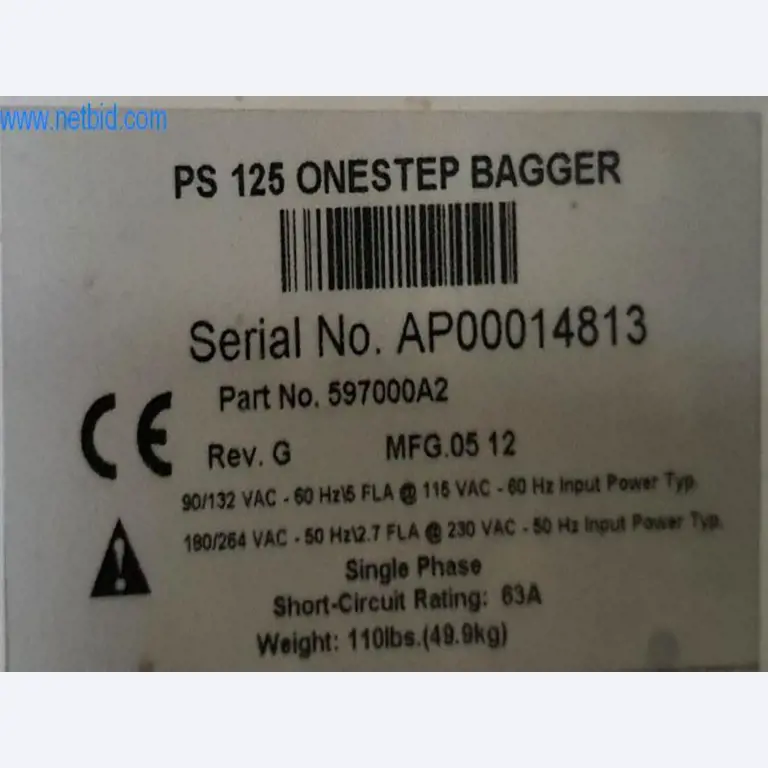 www.netbid.com
PS 125 ONESTEP BAGGER
Serial No. AP00014813
Part No. 597000A2
CE
Rev. G MFG.05 12
90/132 VAC - 60 Hz\5 FLA @ 115 VAC - 60 Hz Input Power Typ.
180/264 VAC - 50 Hz\2.7 FLA @ 230 VAC - 50 Hz Input Power Typ.
Single Phase
Short-Circuit Rating: 63A
Weight: 110lbs.(49.9kg)